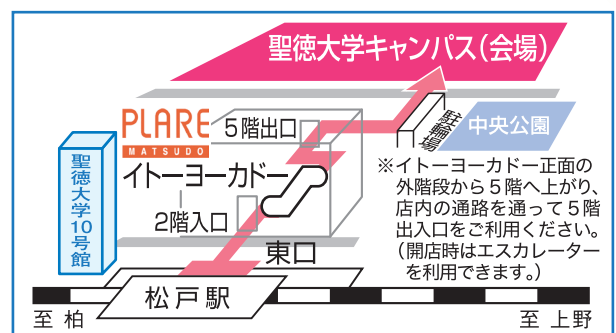 聖徳大学キャンパス(会場)
PLARE
MATSUDO
5階出口
駐輪場
中央公園
イトーヨーカドー
聖徳大学10号館
2階入口
※イトーヨーカドー正面の
外階段から5階へ上がり、
店内の通路を通って5階
出入口をご利用ください。
(開店時はエスカレーター
を利用できます。)
東口
松戸駅
至 柏
至 上野